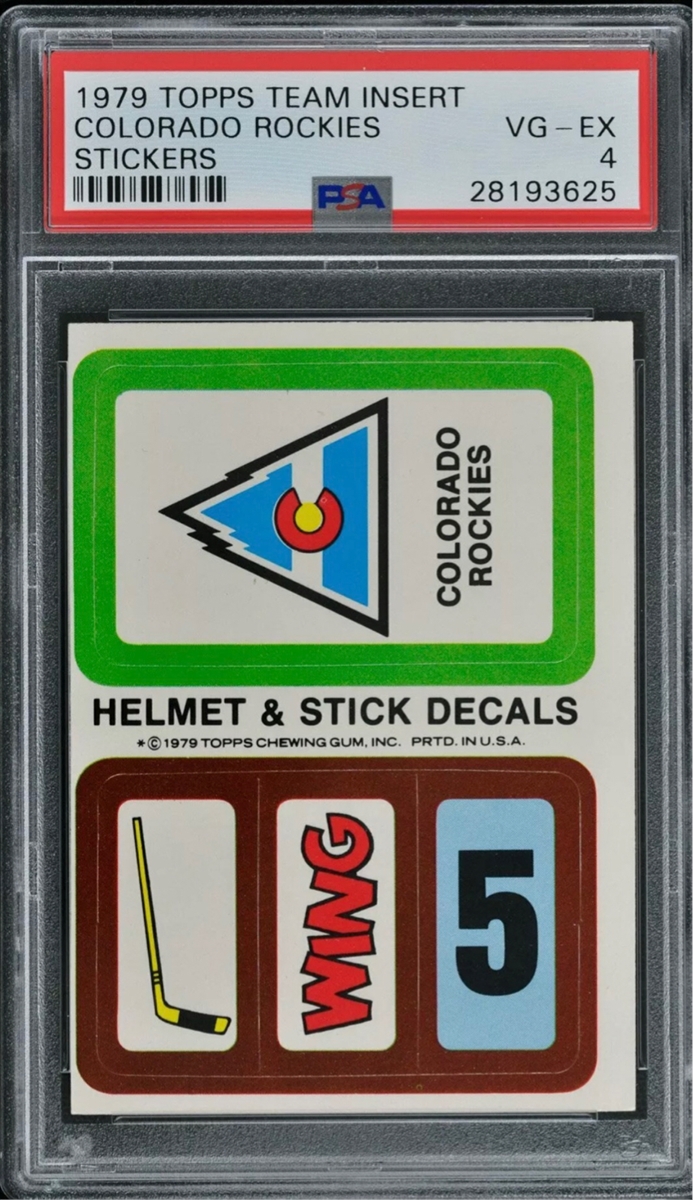 1979 TOPPS TEAM INSERT
COLORADO ROCKIES VG-EX
STICKERS 4
PSA 28193625
C
COLORADO
ROCKIES
HELMET & STICK DECALS
*©1979 TOPPS CHEWING GUM, INC. PRTD. IN U.S.A.
WING
5